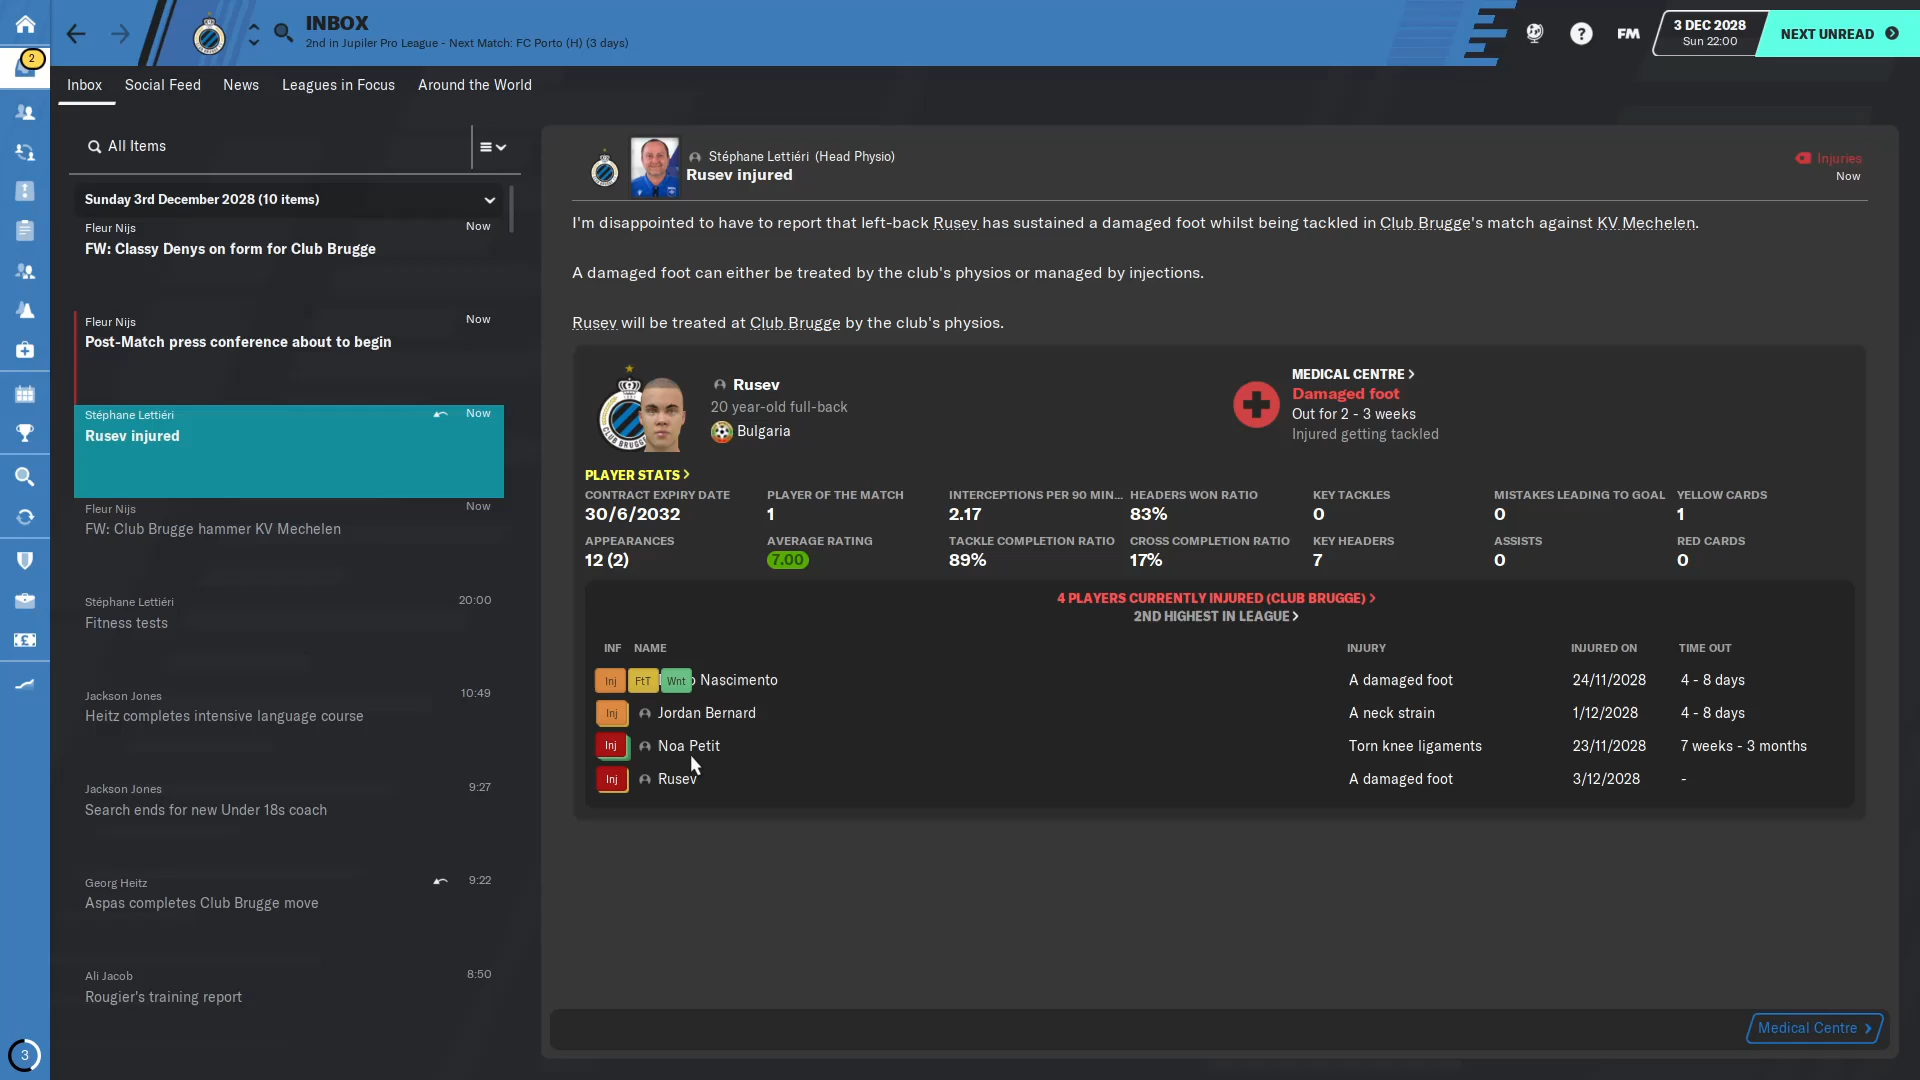 2
INBOX
2nd in Jupiler Pro League - Next Match: FC Porto (H) (3 days)
?
FM
3 DEC 2028
Sun 22:00
NEXT UNREAD
Inbox
Social Feed
News
Leagues in Focus
Around the World
All Items
Sunday 3rd December 2028 (10 items)
Fleur Nijs
Now
FW: Classy Denys on form for Club Brugge
Fleur Nijs
Now
Post-Match press conference about to begin
Stéphane Lettiéri
Now
Rusev injured
Fleur Nijs
Now
FW: Club Brugge hammer KV Mechelen
Stéphane Lettiéri
20:00
Fitness tests
Jackson Jones
10:49
Heitz completes intensive language course
Jackson Jones
9:27
Search ends for new Under 18s coach
Georg Heitz
9:22
Aspas completes Club Brugge move
Ali Jacob
8:50
Rougier's training report
3
Stéphane Lettiéri (Head Physio)
Rusev injured
Injuries
Now
I'm disappointed to have to report that left-back Rusev has sustained a damaged foot whilst being tackled in Club Brugge's match against KV Mechelen.
A damaged foot can either be treated by the club's physios or managed by injections.
Rusev will be treated at Club Brugge by the club's physios.
Rusev
20 year-old full-back
Bulgaria
MEDICAL CENTRE
Damaged foot
Out for 2 - 3 weeks
Injured getting tackled
PLAYER STATS
CONTRACT EXPIRY DATE PLAYER OF THE MATCH INTERCEPTIONS PER 90 MIN... HEADERS WON RATIO KEY TACKLES MISTAKES LEADING TO GOAL YELLOW CARDS
30/6/2032 1 2.17 83% 0 0 1
APPEARANCES AVERAGE RATING TACKLE COMPLETION RATIO CROSS COMPLETION RATIO KEY HEADERS ASSISTS RED CARDS
12 (2) 7.00 89% 17% 7 0 0
4 PLAYERS CURRENTLY INJURED (CLUB BRUGGE)
2ND HIGHEST IN LEAGUE
INF NAME INJURY INJURED ON TIME OUT
Inj FtT Wnt Nascimento A damaged foot 24/11/2028 4 - 8 days
Inj Jordan Bernard A neck strain 1/12/2028 4 - 8 days
Inj Noa Petit Torn knee ligaments 23/11/2028 7 weeks - 3 months
Inj Rusev A damaged foot 3/12/2028 -
Medical Centre